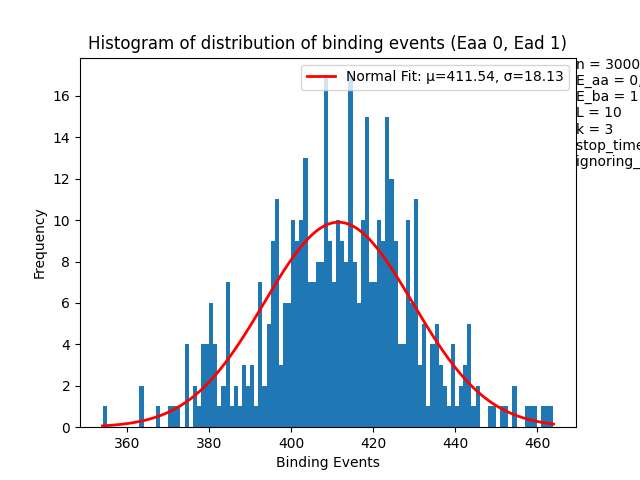 Histogram of distribution of binding events (Eaa 0, Ead 1)
Normal Fit: μ=411.54, σ=18.13
n = 3000
E_aa = 0,
E_ba = 1
L = 10
k = 3
stop_time
ignoring_
Frequency
16
14
12
10
8
6
4
2
0
360
380
400
420
440
460
Binding Events